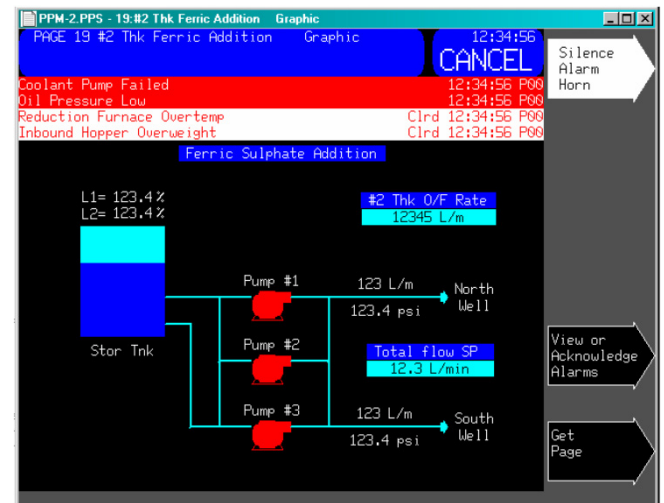 PPM-2.PPS - 19:#2 Thk Ferric Addition Graphic
PAGE 19 #2 Thk Ferric Addition Graphic 12:34:56
CANCEL
Silence
Alarm
Horn
Coolant Pump Failed 12:34:56 P00
Oil Pressure Low 12:34:56 P00
Reduction Furnace Overtemp Clrd 12:34:56 P00
Inbound Hopper Overweight Clrd 12:34:56 P00
Ferric Sulphate Addition
L1= 123.4%
L2= 123.4%
#2 Thk O/F Rate
12345 L/m
Pump #1
123 L/m
123.4 psi
North
Well
Stor Tnk
Pump #2
Total flow SP
12.3 L/min
View or
Acknowledge
Alarms
Pump #3
123 L/m
123.4 psi
South
Well
Get
Page